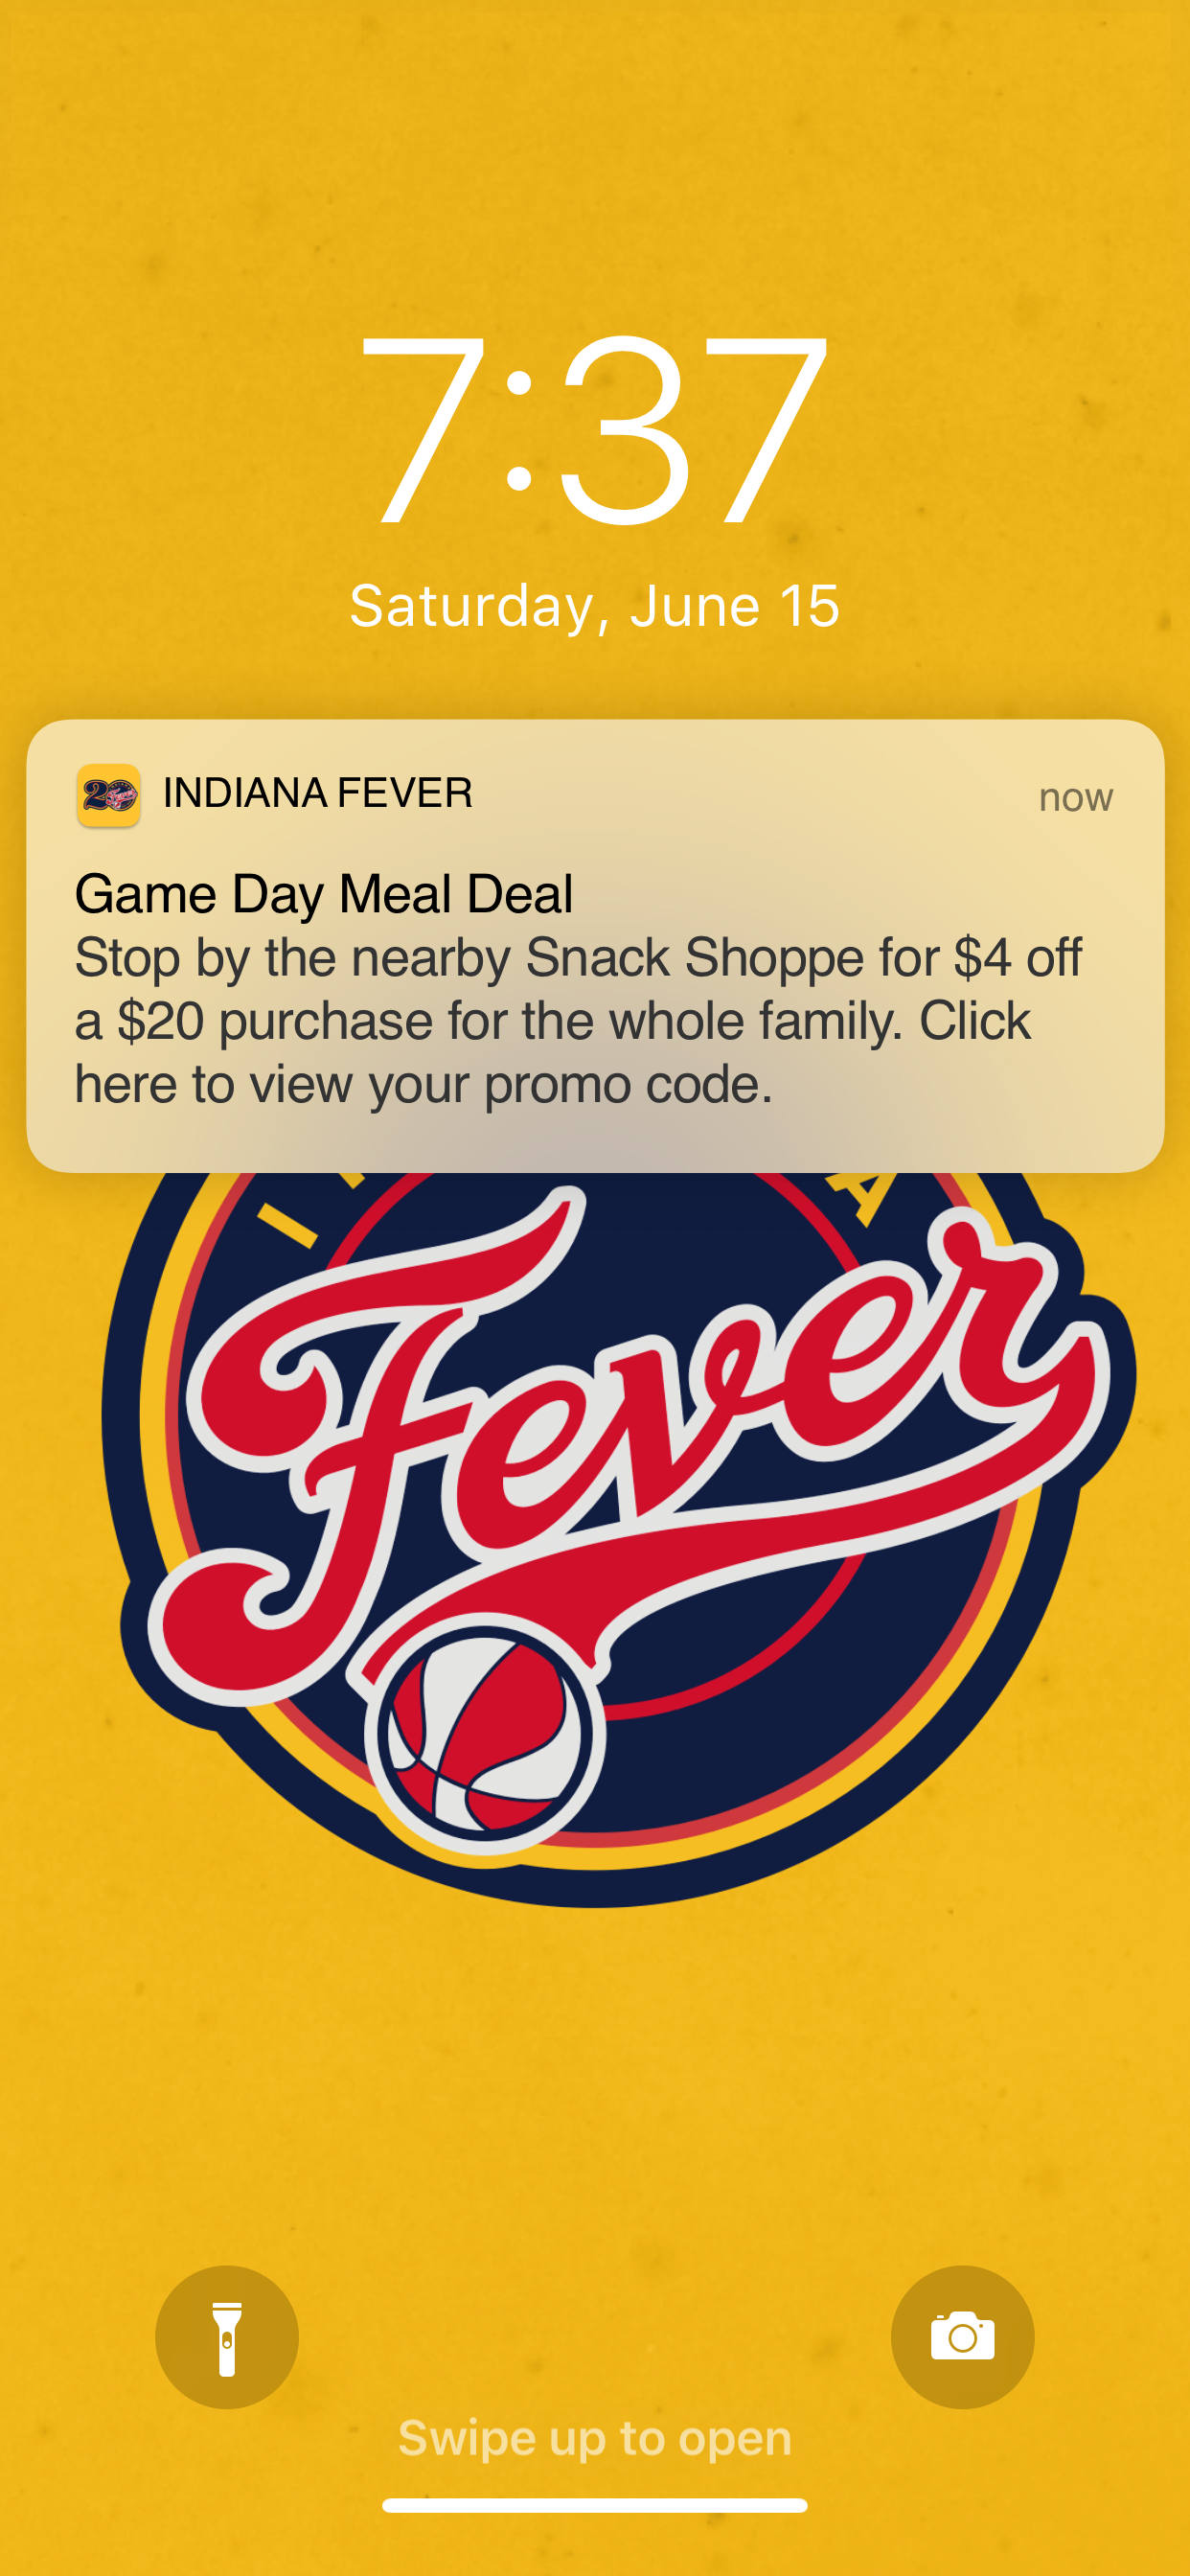 7:37
Saturday, June 15
20 Fever
INDIANA FEVER
now
Game Day Meal Deal
Stop by the nearby Snack Shoppe for $4 off
a $20 purchase for the whole family. Click
here to view your promo code.
I A
Fever
Swipe up to open